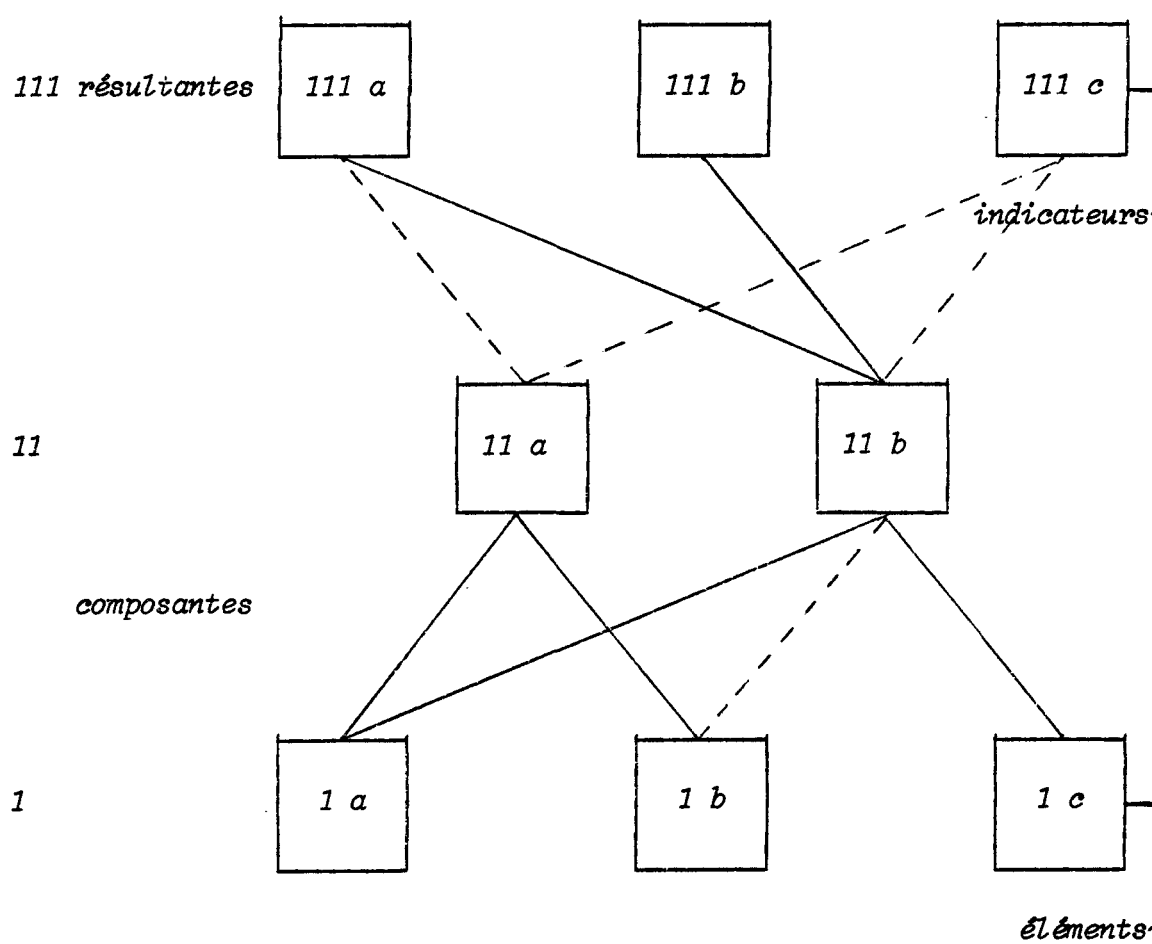 111 résultantes 111 a 111 b 111 c
indicateurs
11 11 a 11 b
composantes
1 1 a 1 b 1 c
éléments